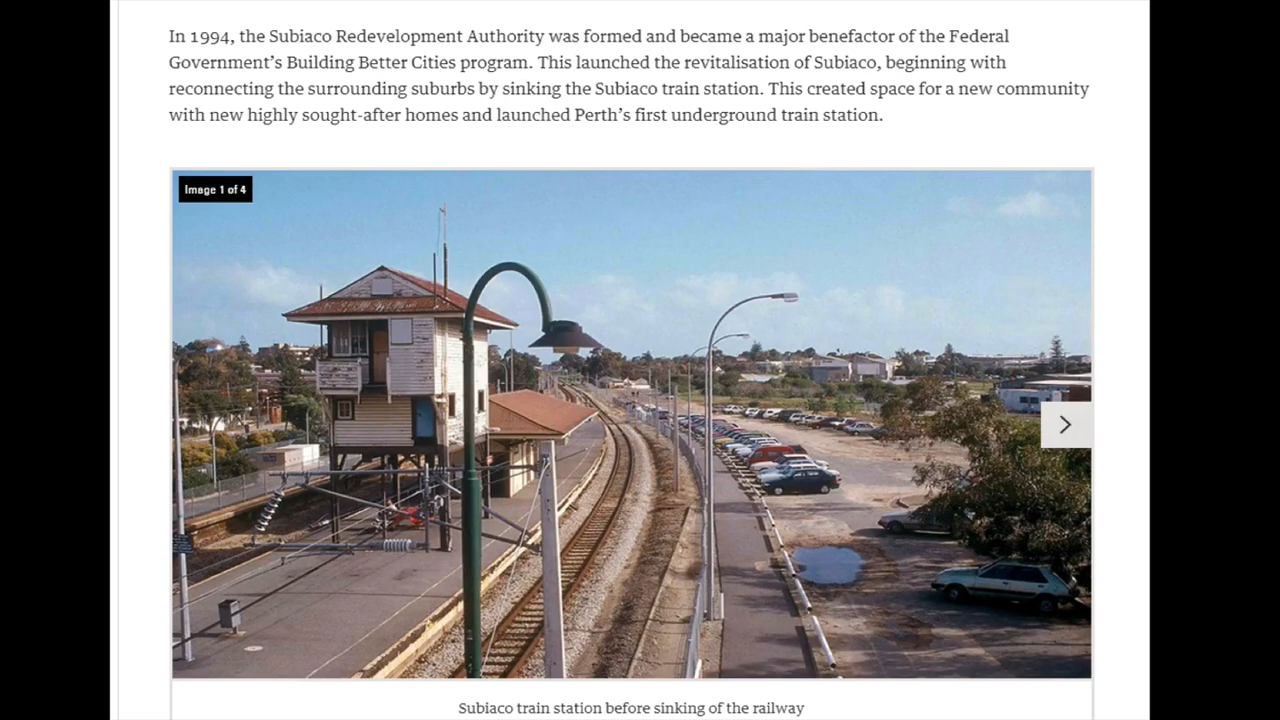 In 1994, the Subiaco Redevelopment Authority was formed and became a major benefactor of the Federal
Government’s Building Better Cities program. This launched the revitalisation of Subiaco, beginning with
reconnecting the surrounding suburbs by sinking the Subiaco train station. This created space for a new community
with new highly sought-after homes and launched Perth’s first underground train station.
Image 1 of 4
Subiaco train station before sinking of the railway